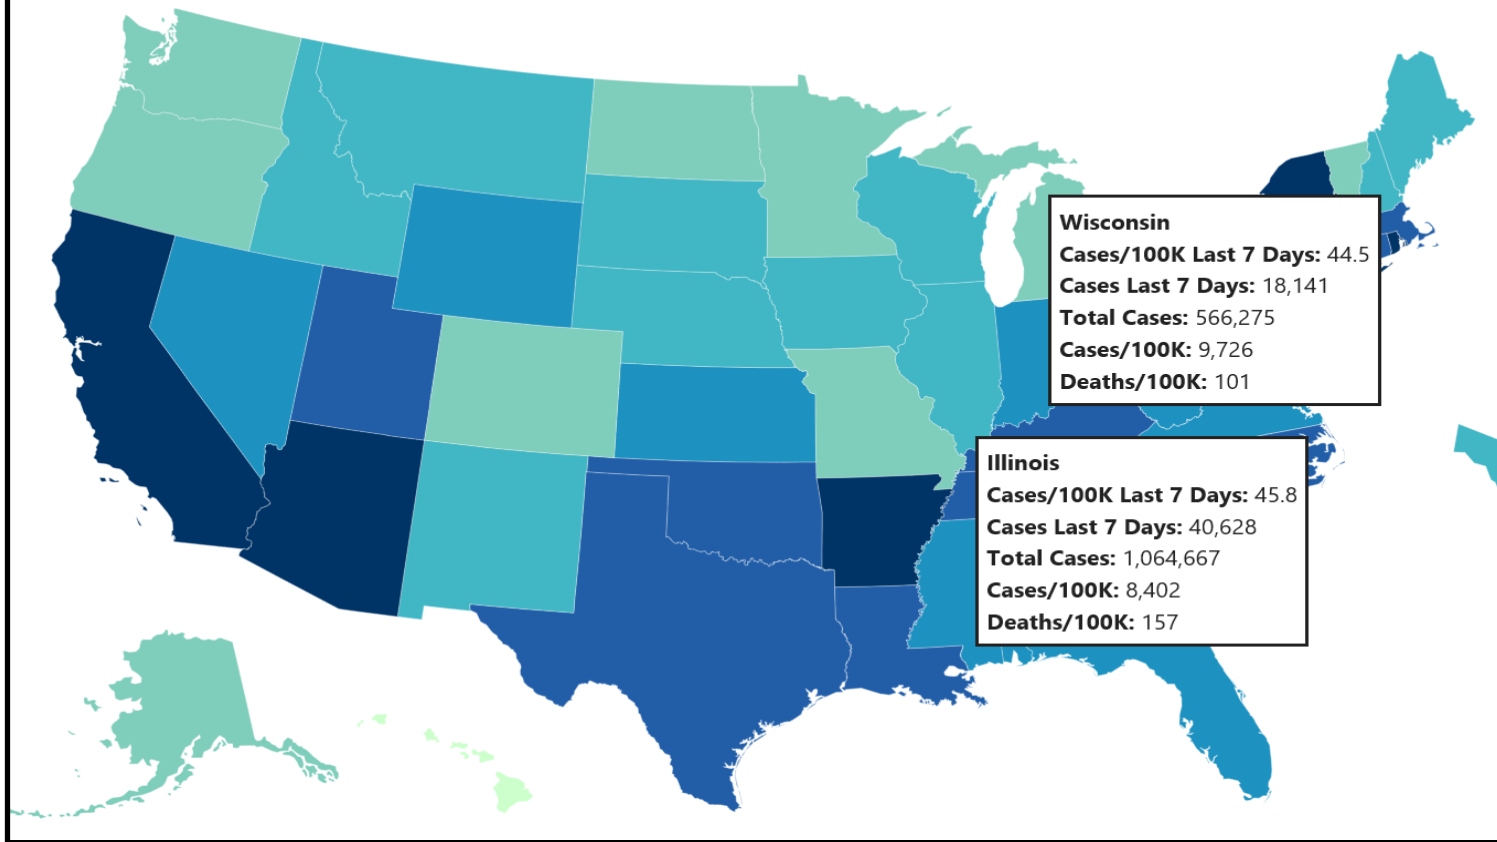 Wisconsin
Cases/100K Last 7 Days: 44.5
Cases Last 7 Days: 18,141
Total Cases: 566,275
Cases/100K: 9,726
Deaths/100K: 101
Illinois
Cases/100K Last 7 Days: 45.8
Cases Last 7 Days: 40,628
Total Cases: 1,064,667
Cases/100K: 8,402
Deaths/100K: 157